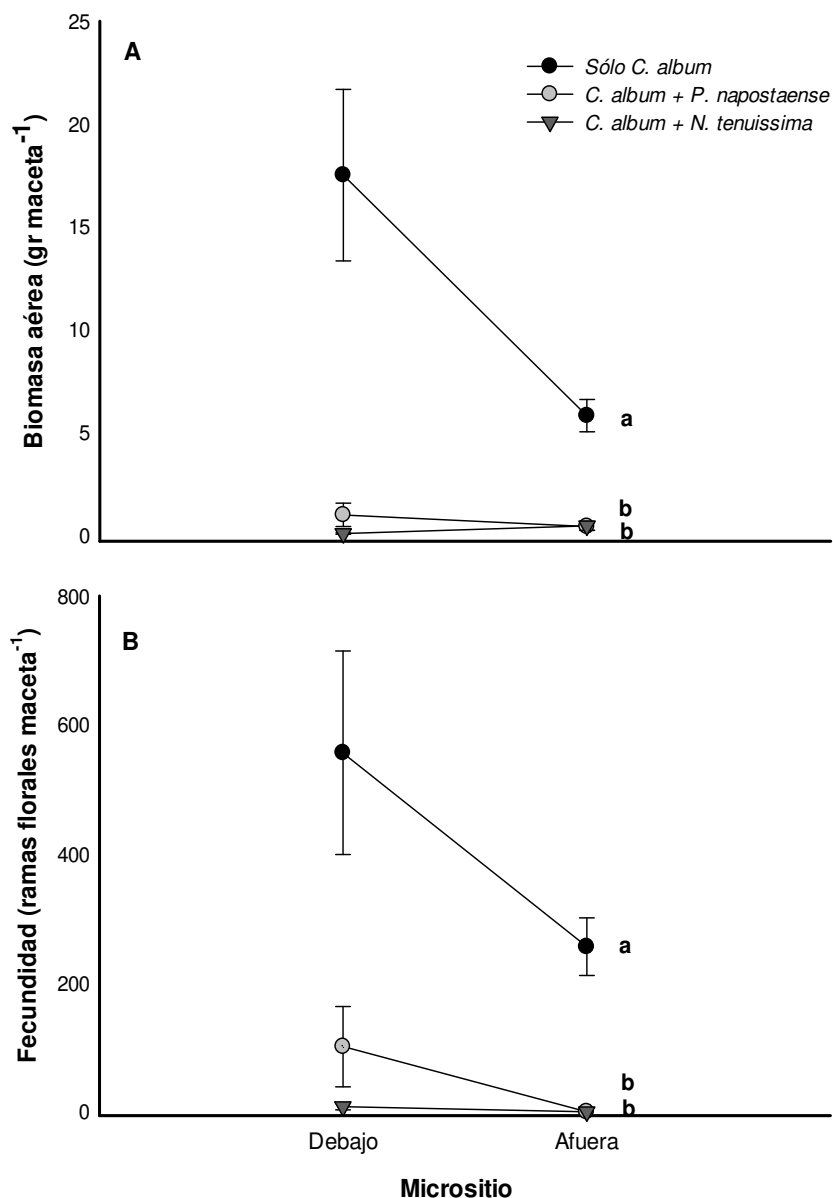 25
A
Sólo C. album
20
C. album + P. napostaense
C. album + N. tenuissima
15
10
5
0
Biomasa aérea (gr maceta⁻¹)
a
b
b
800
B
600
400
200
0
Fecundidad (ramas florales maceta⁻¹)
a
b
b
Debajo
Afuera
Micrositio